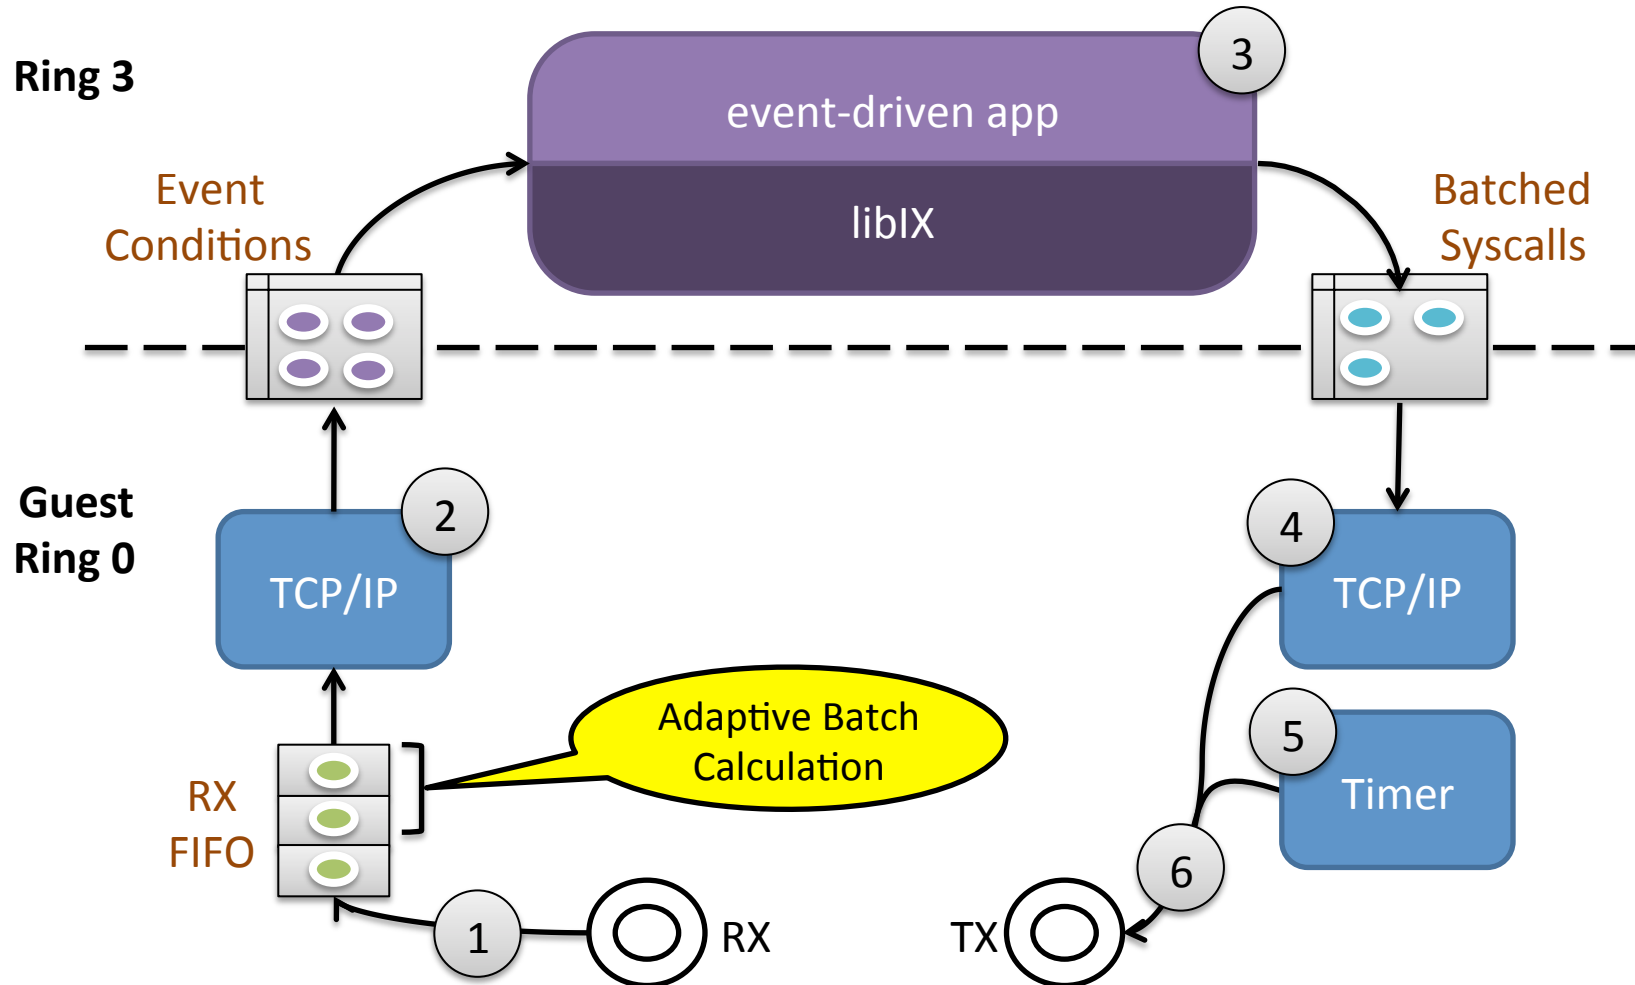 3
Ring 3
event-driven app
Event
Conditions
libIX
Batched
Syscalls
Guest
Ring 0
2
TCP/IP
4
TCP/IP
Adaptive Batch
Calculation
5
Timer
RX
FIFO
6
1
RX
TX